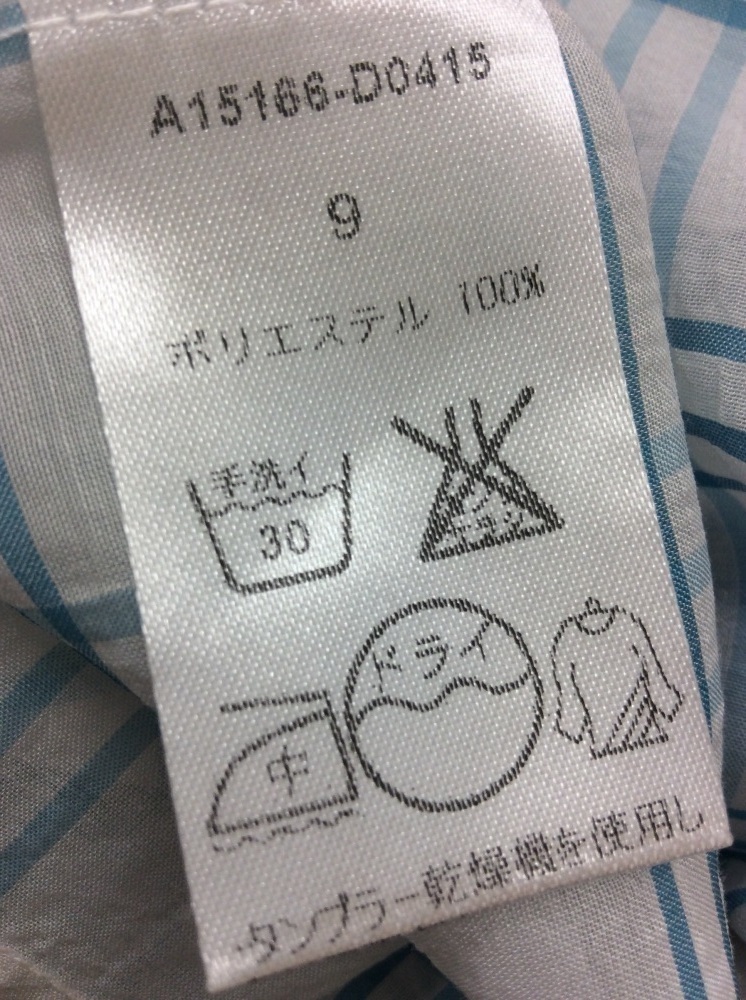 A15166-D0415
9
ポリエステル 100%
手洗イ
30
ドライ
中
タンブラー乾燥機を使用し